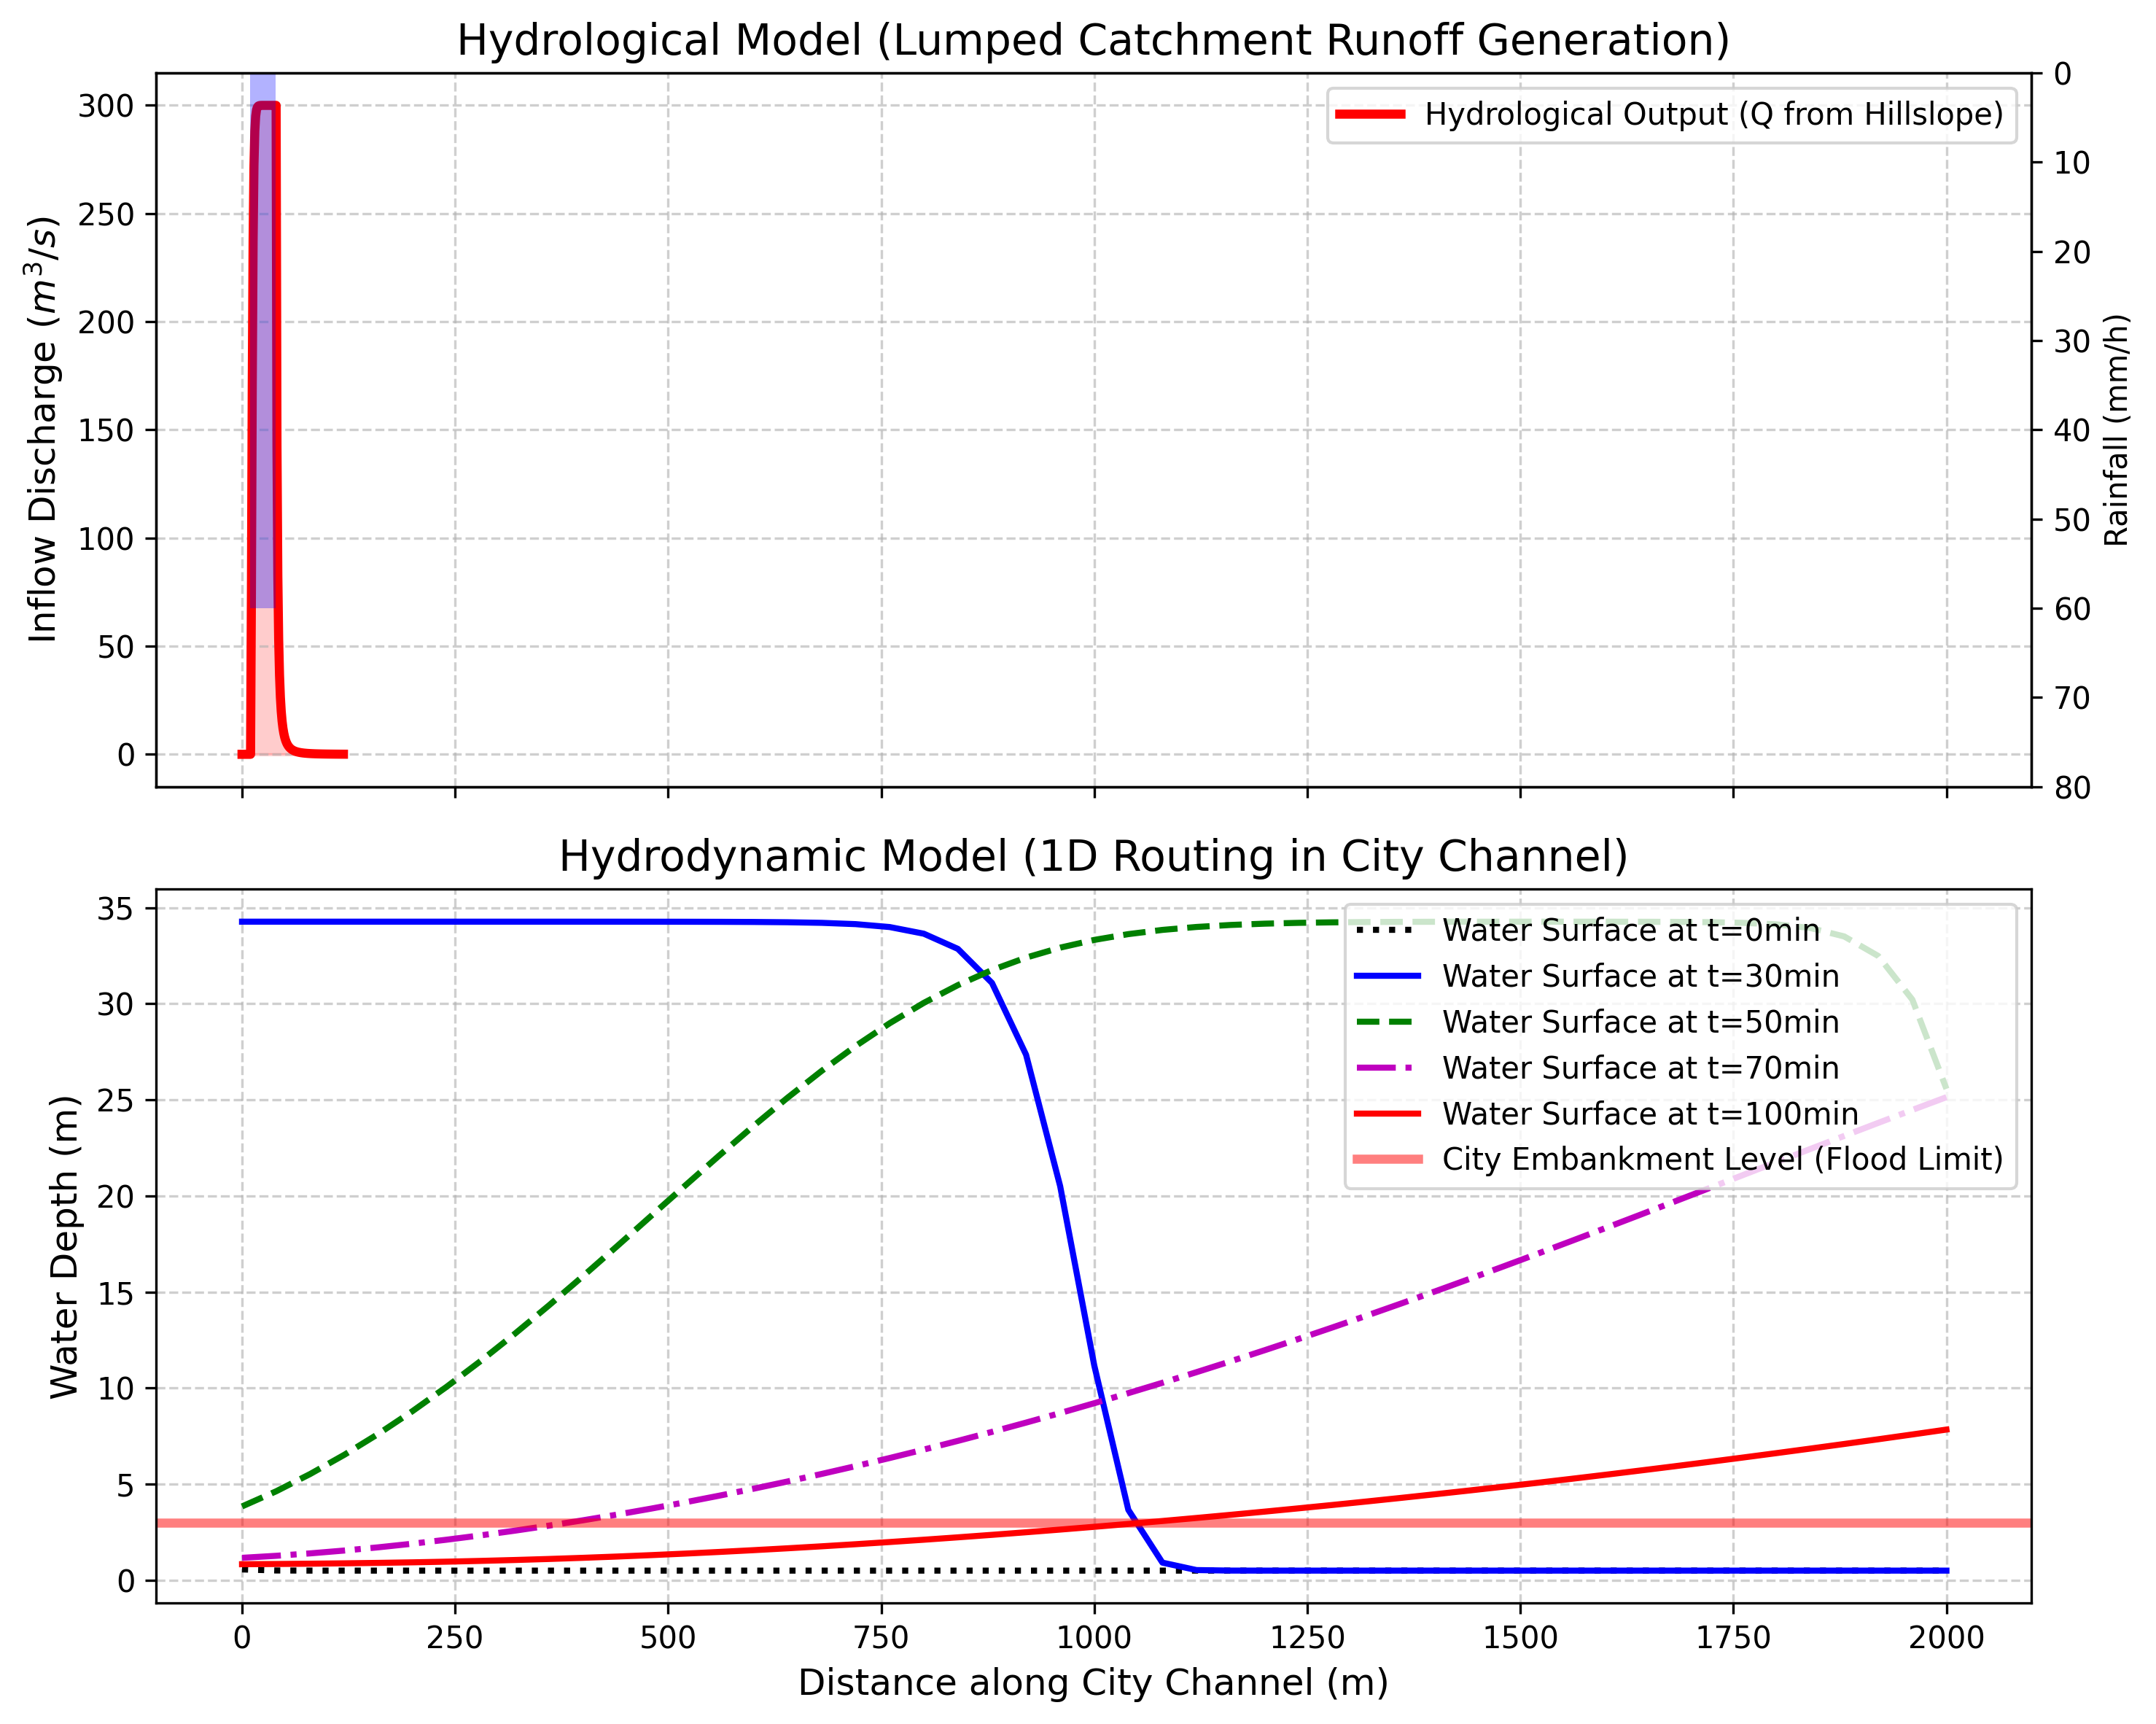 Hydrological Model (Lumped Catchment Runoff Generation)
Inflow Discharge (m³/s)
300
250
200
150
100
50
0
Hydrological Output (Q from Hillslope)
0
10
20
30
40
50
60
70
80
Rainfall (mm/h)
Hydrodynamic Model (1D Routing in City Channel)
Water Depth (m)
35
30
25
20
15
10
5
0
Water Surface at t=0min
Water Surface at t=30min
Water Surface at t=50min
Water Surface at t=70min
Water Surface at t=100min
City Embankment Level (Flood Limit)
0 250 500 750 1000 1250 1500 1750 2000
Distance along City Channel (m)